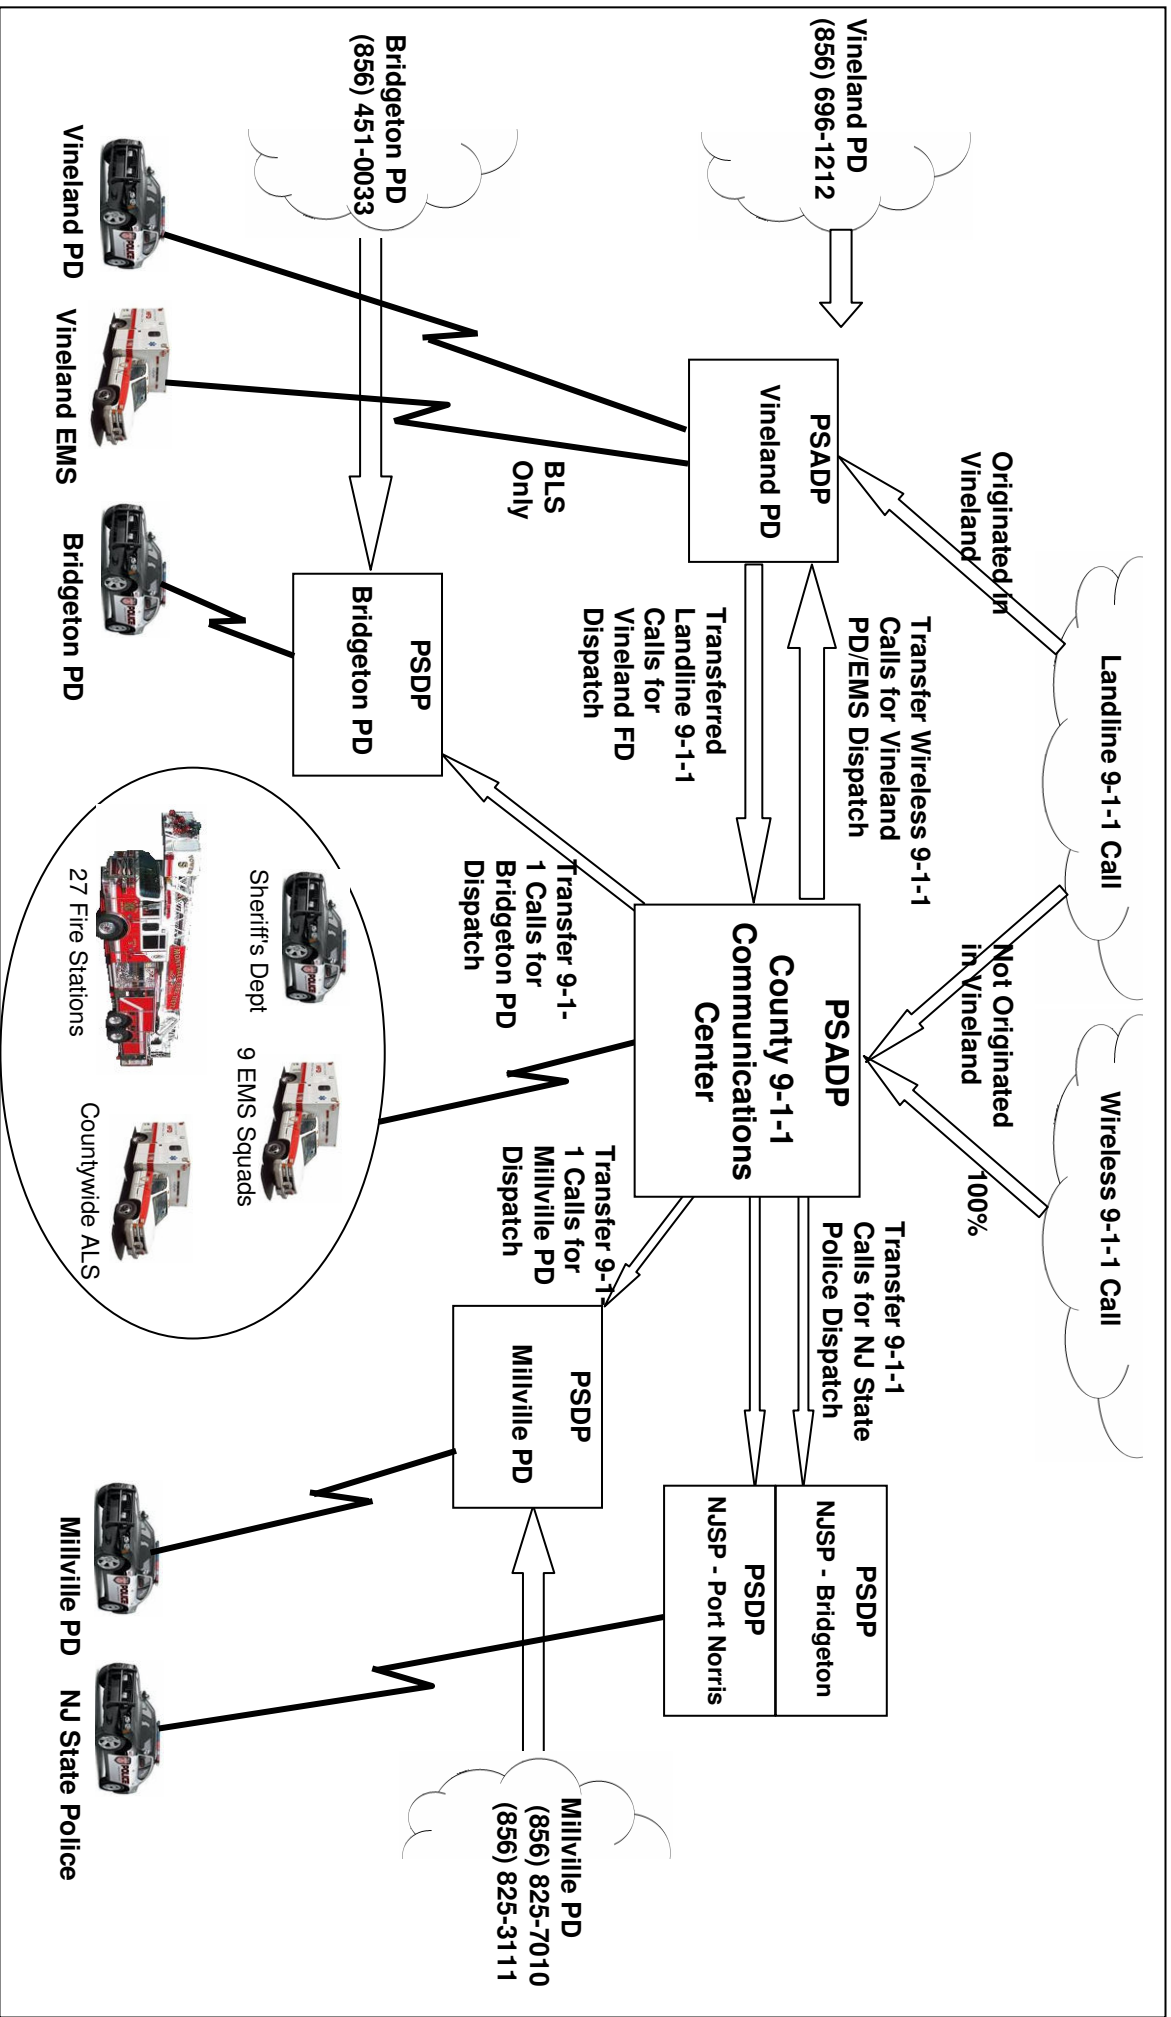 Landline 9-1-1 Call
Wireless 9-1-1 Call
Vineland PD
(856) 696-1212
Originated in
Vineland
Not Originated
in Vineland
100%
PSADP
Vineland PD
Transfer Wireless 9-1-1
Calls for Vineland
PD/EMS Dispatch
Transferred
Landline 9-1-1
Calls for
Vineland FD
Dispatch
PSADP
County 9-1-1
Communications
Center
Transfer 9-1-1
Calls for NJ State
Police Dispatch
PSDP
NJSP - Bridgeton
PSDP
NJSP - Port Norris
BLS
Only
Bridgeton PD
(856) 451-0033
PSDP
Bridgeton PD
Transfer 9-1-
1 Calls for
Bridgeton PD
Dispatch
Transfer 9-1-
1 Calls for
Millville PD
Dispatch
PSDP
Millville PD
Millville PD
(856) 825-7010
(856) 825-3111
Sheriff's Dept
9 EMS Squads
27 Fire Stations
Countywide ALS
Vineland PD
Vineland EMS
Bridgeton PD
Millville PD
NJ State Police
POLICE
POLICE
POLICE
POLICE
POLICE